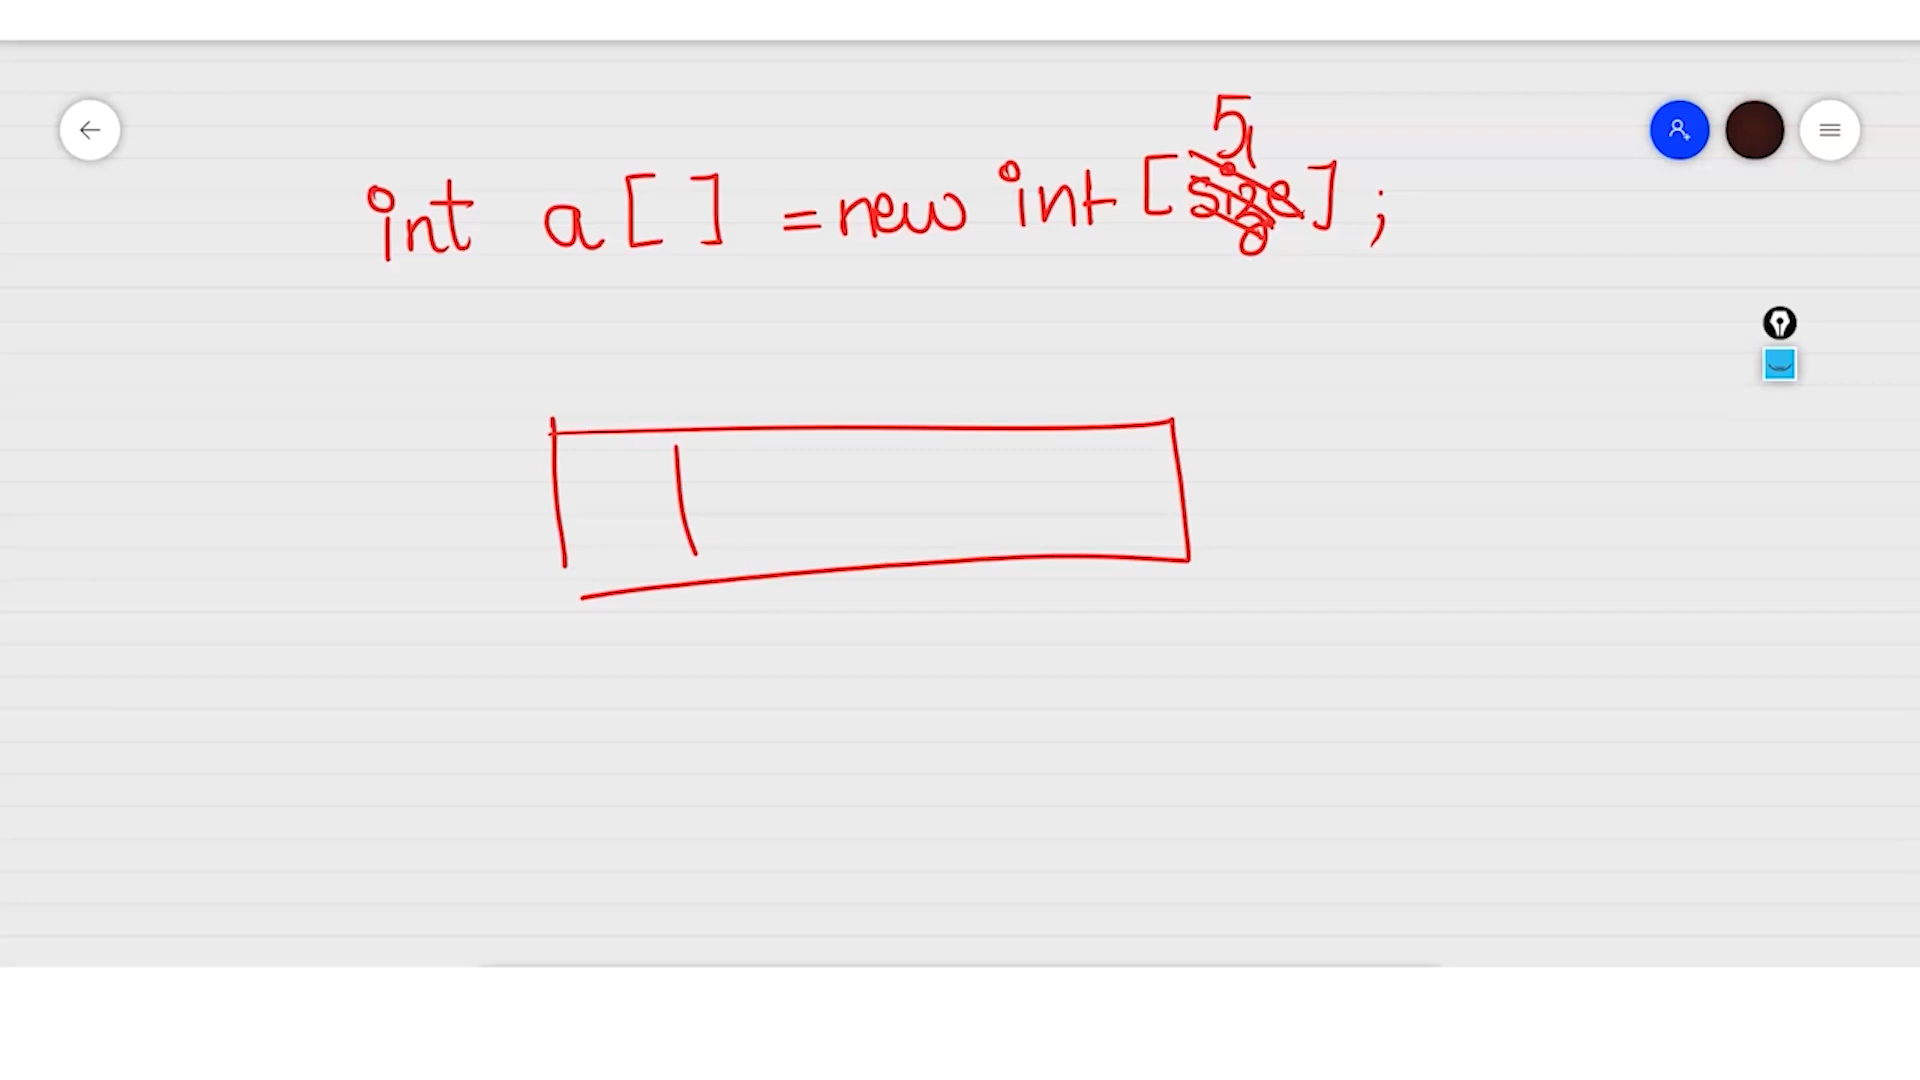 5
int a [ ] = new int [size] ;